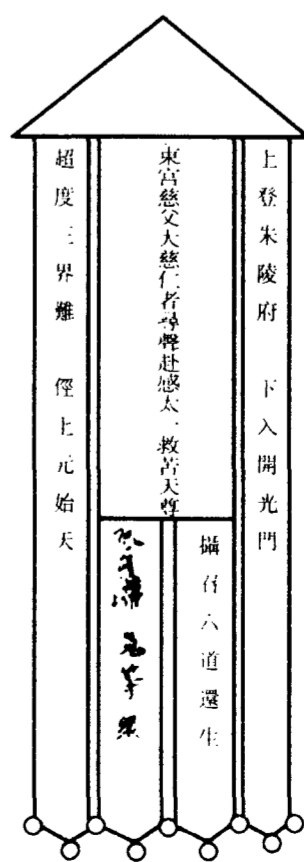 上登朱陵府 下入開光門
東宮慈父大慈仁者尋聲赴感太一救苦天尊
攝召六道還生
超度三界難 徑上元始天